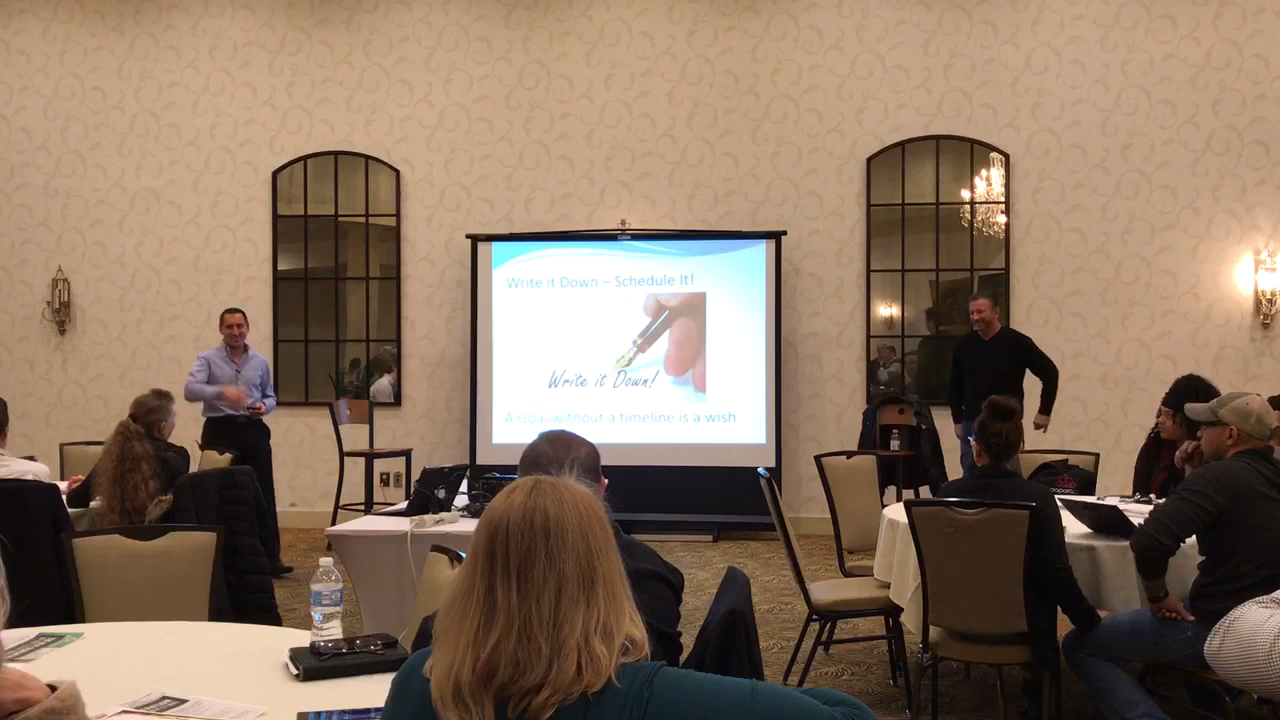 Write it Down – Schedule It!
Write it Down!
A Goal without a timeline is a wish